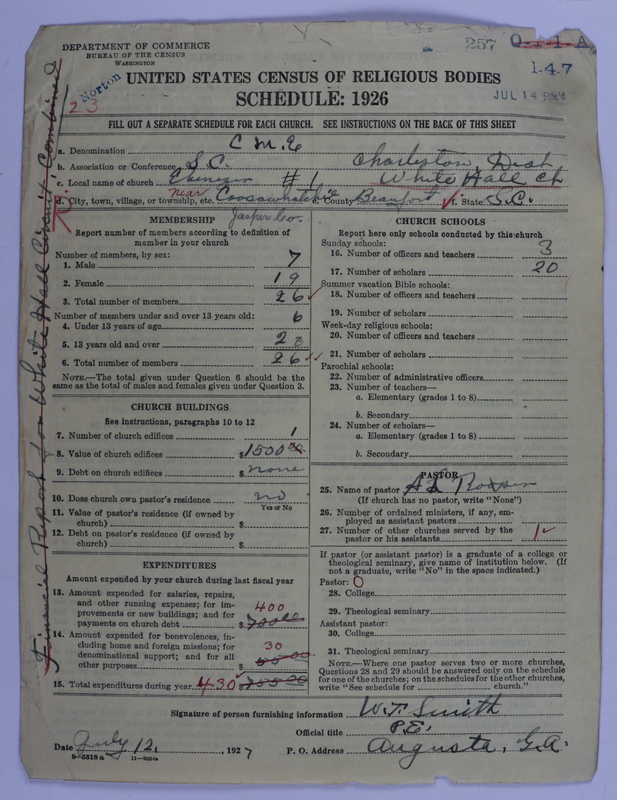 DEPARTMENT OF COMMERCE
BUREAU OF THE CENSUS
WASHINGTON
257 O-1-1 A
1-4-7
JUL 14 Rec'd
Norton
23
UNITED STATES CENSUS OF RELIGIOUS BODIES
SCHEDULE: 1926
FILL OUT A SEPARATE SCHEDULE FOR EACH CHURCH. SEE INSTRUCTIONS ON THE BACK OF THIS SHEET
a. Denomination C M E
b. Association or Conference S.C. Charleston, Dist
c. Local name of church Ebenezer #1 White Hall Ch
d. City, town, village, or township, etc. near Coosawhatchie County Beaufort f. State S.C.
Jasper Co.
Financial Report for White Hall Circuit Combined
MEMBERSHIP
Report number of members according to definition of
member in your church
Number of members, by sex:
1. Male 7
2. Female 19
3. Total number of members 26
Number of members under and over 13 years old:
4. Under 13 years of age 6
5. 13 years old and over 20
6. Total number of members 26
NOTE.—The total given under Question 6 should be the
same as the total of males and females given under Question 3.
CHURCH BUILDINGS
See instructions, paragraphs 10 to 12
7. Number of church edifices 1
8. Value of church edifices $1500 00
9. Debt on church edifices $ none
10. Does church own pastor's residence no
Yes or No
11. Value of pastor's residence (if owned by
church) $
12. Debt on pastor's residence (if owned by
church) $
EXPENDITURES
Amount expended by your church during last fiscal year
13. Amount expended for salaries, repairs,
and other running expenses; for im-
provements or new buildings; and for
payments on church debt 400 $
14. Amount expended for benevolences, in-
cluding home and foreign missions; for
denominational support; and for all
other purposes 30 $
15. Total expenditures during year 430
CHURCH SCHOOLS
Report here only schools conducted by this church
Sunday schools:
16. Number of officers and teachers 3
17. Number of scholars 20
Summer vacation Bible schools:
18. Number of officers and teachers
19. Number of scholars
Week-day religious schools:
20. Number of officers and teachers
21. Number of scholars
Parochial schools:
22. Number of administrative officers
23. Number of teachers—
a. Elementary (grades 1 to 8)
b. Secondary
24. Number of scholars—
a. Elementary (grades 1 to 8)
b. Secondary
PASTOR
25. Name of pastor
(If church has no pastor, write "None")
26. Number of ordained ministers, if any, em-
ployed as assistant pastors
27. Number of other churches served by the
pastor or his assistants 1
If pastor (or assistant pastor) is a graduate of a college or
theological seminary, give name of institution below. (If
not a graduate, write "No" in the space indicated.)
Pastor: 0
28. College
29. Theological seminary
Assistant pastor:
30. College
31. Theological seminary
NOTE.—Where one pastor serves two or more churches,
Questions 28 and 29 should be answered only on the schedule
for one of the churches; on the schedules for the other churches,
write "See schedule for church."
Signature of person furnishing information W.T. Smith
Official title P.E.
Date July 12, 1927 P. O. Address Augusta, GA.
8-5518a 11-9054a